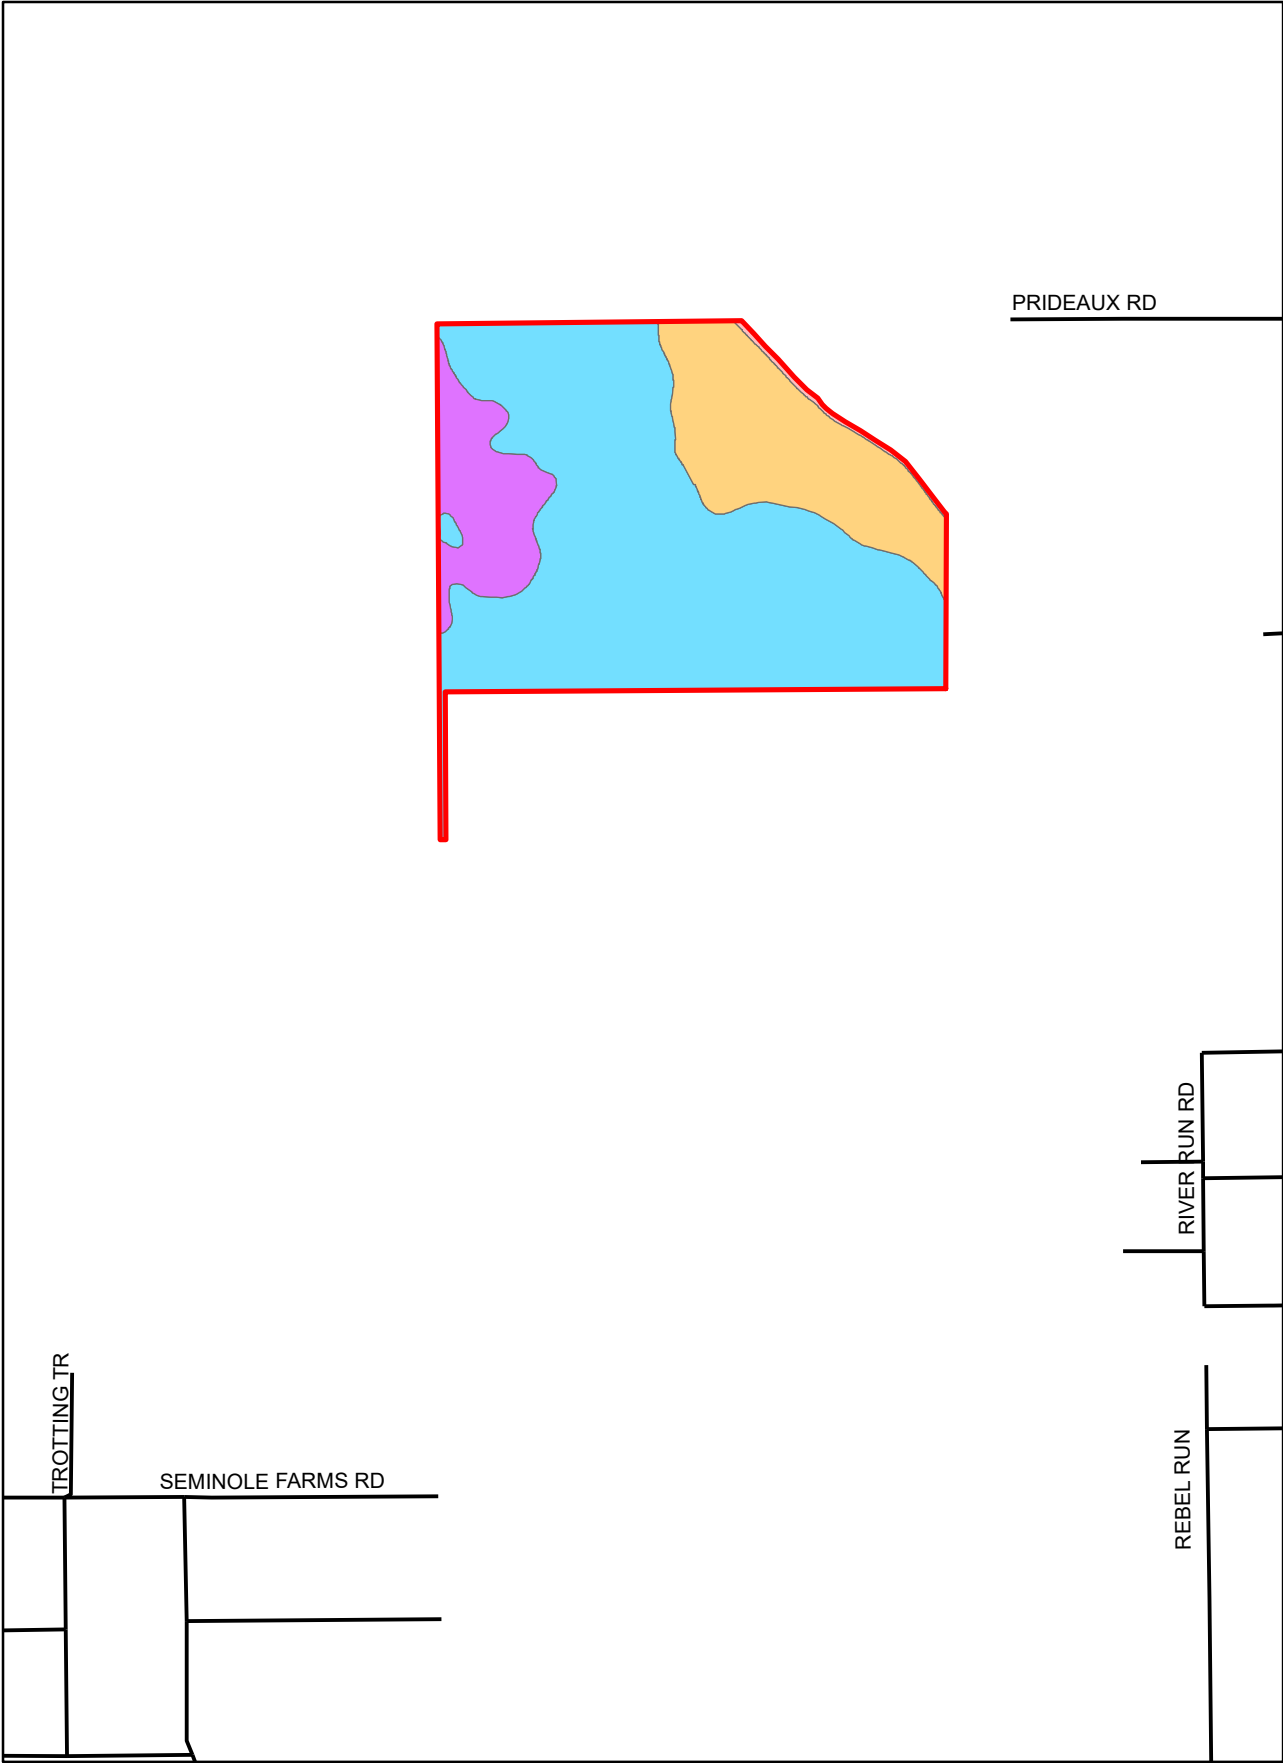 PRIDEAUX RD
RIVER RUN RD
TROTTING TR
SEMINOLE FARMS RD
REBEL RUN